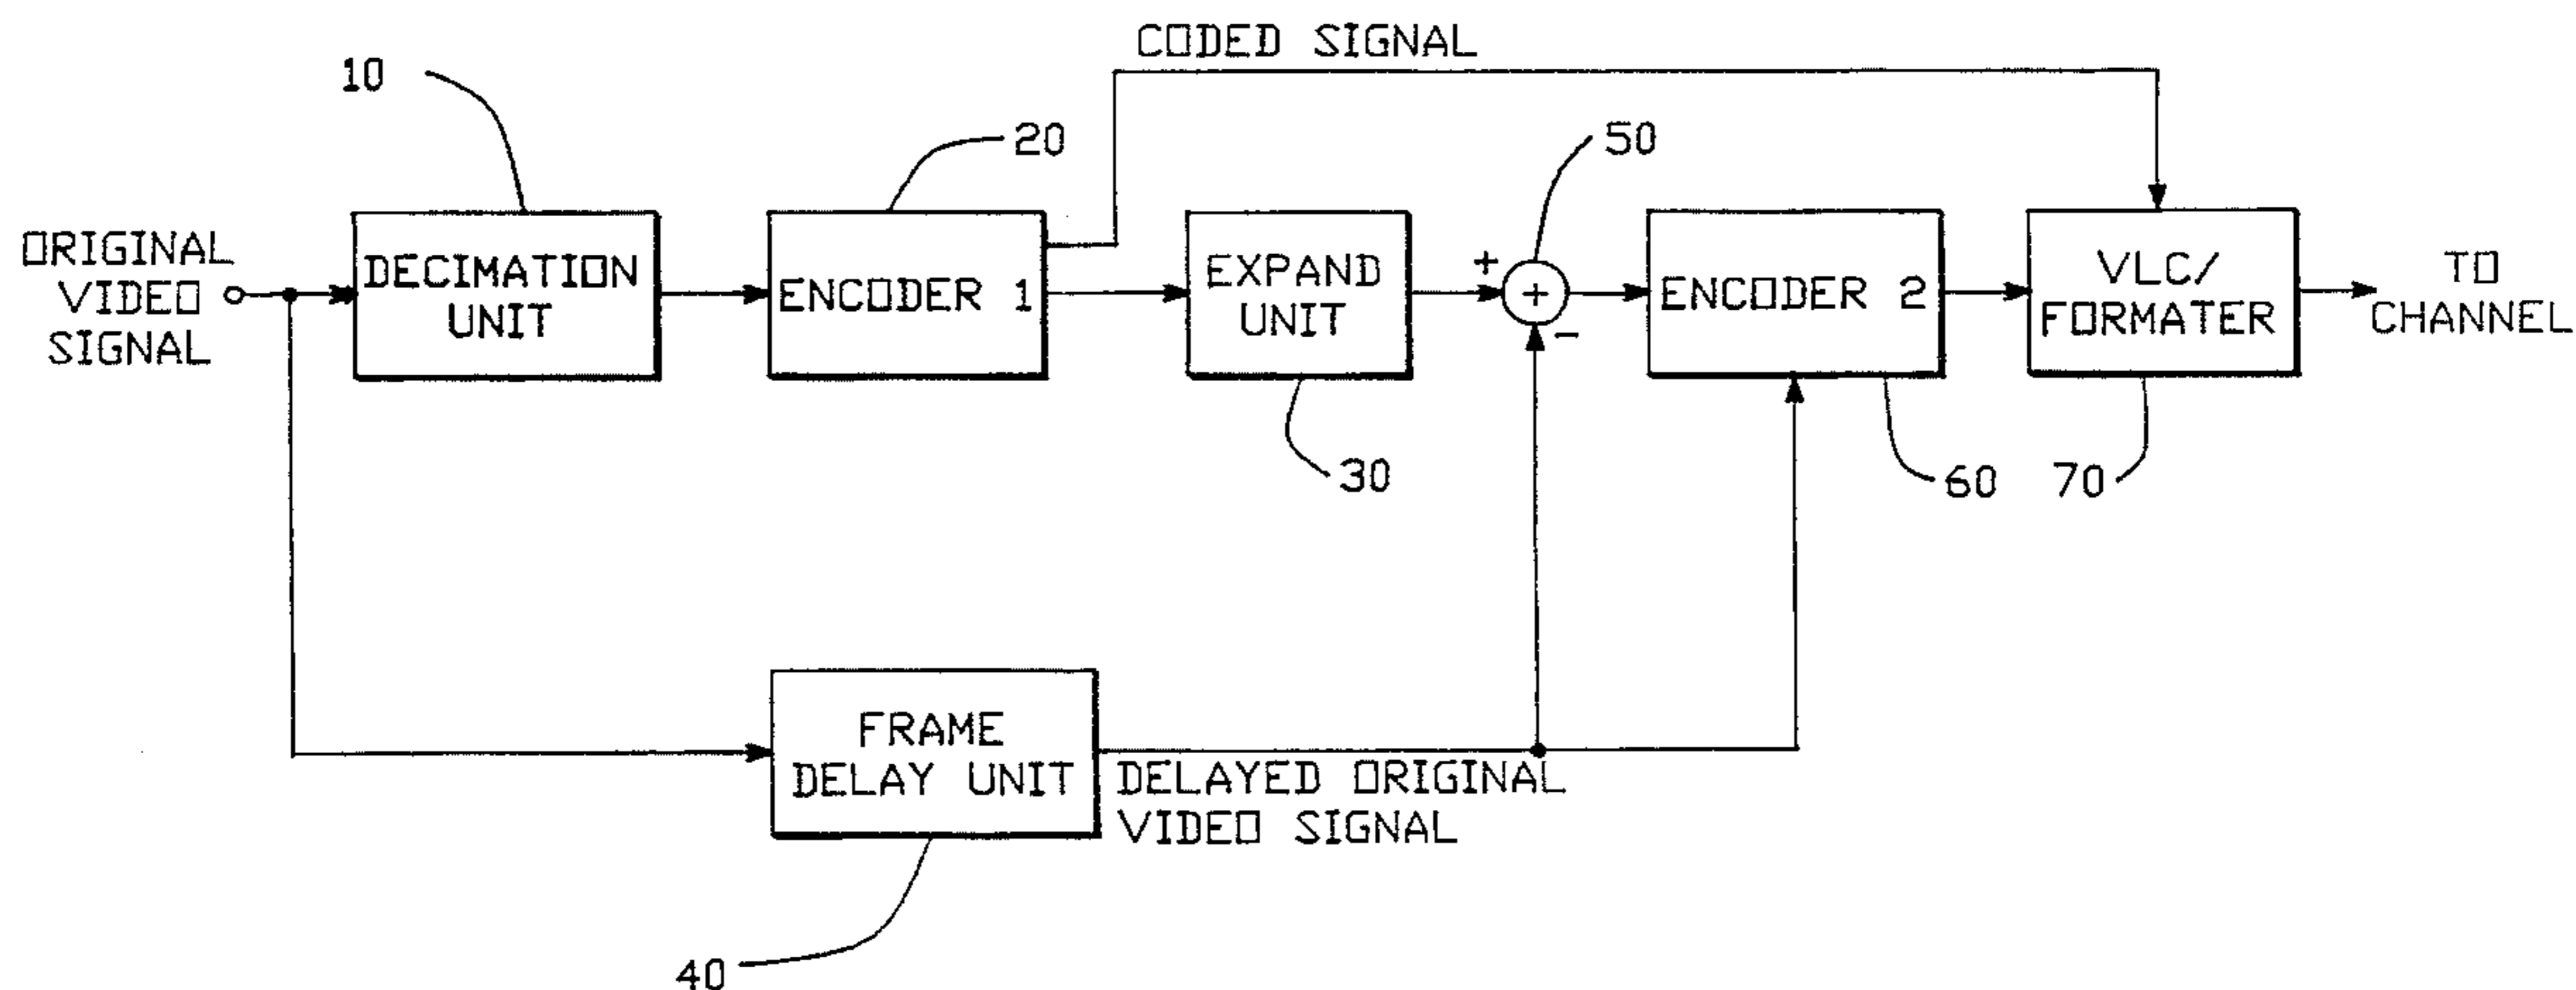 CODED SIGNAL
10
20
50
ORIGINAL
VIDEO
SIGNAL
DECIMATION
UNIT
ENCODER 1
EXPAND
UNIT
+
+
-
ENCODER 2
VLC/
FORMATER
TO
CHANNEL
30
60
70
FRAME
DELAY UNIT
DELAYED ORIGINAL
VIDEO SIGNAL
40